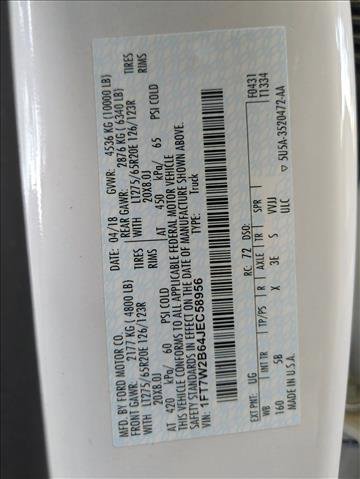 MFD. BY FORD MOTOR CO.
04/18 GVWR: 4536 KG (10000 LB)
FRONT GAWR: 2177 KG (4800 LB) REAR GAWR: 2876 KG (6340 LB)
WITH LT275/65R20E 126/123R TIRES WITH LT275/65R20E 126/123R TIRES
20X8.0J RIMS 20X8.0J RIMS
AT 420 kPa/ 60 PSI COLD AT 450 kPa/ 65 PSI COLD
THIS VEHICLE CONFORMS TO ALL APPLICABLE FEDERAL MOTOR VEHICLE
SAFETY STANDARDS IN EFFECT ON THE DATE OF MANUFACTURE SHOWN ABOVE.
VIN: 1FT7W2B64JEC58956
TYPE: Truck
F0431
T1334
EXT PNT: UG RC: 72 DSO:
WB INT TR TP/PS R AXLE TR SPR
160 5B X 3E S VVJJ
MADE IN U.S.A. ULC
▽ 5U5A-3520472-AA